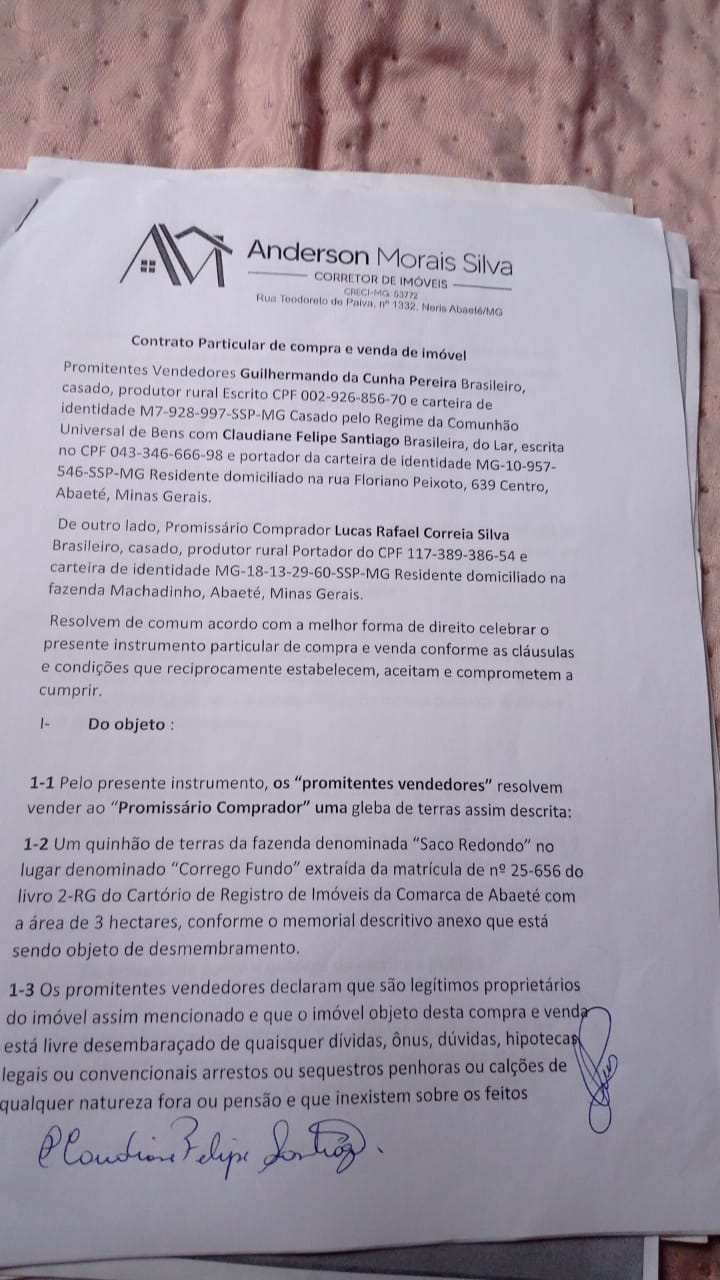 Anderson Morais Silva
CORRETOR DE IMÓVEIS
CRECI-MG: 53772
Rua Teodoreto de Paiva, nº 1332, Neris Abaeté/MG
Contrato Particular de compra e venda de imóvel
Promitentes Vendedores Guilhermando da Cunha Pereira Brasileiro,
casado, produtor rural Escrito CPF 002-926-856-70 e carteira de
identidade M7-928-997-SSP-MG Casado pelo Regime da Comunhão
Universal de Bens com Claudiane Felipe Santiago Brasileira, do Lar, escrita
no CPF 043-346-666-98 e portador da carteira de identidade MG-10-957-
546-SSP-MG Residente domiciliado na rua Floriano Peixoto, 639 Centro,
Abaeté, Minas Gerais.
De outro lado, Promissário Comprador Lucas Rafael Correia Silva
Brasileiro, casado, produtor rural Portador do CPF 117-389-386-54 e
carteira de identidade MG-18-13-29-60-SSP-MG Residente domiciliado na
fazenda Machadinho, Abaeté, Minas Gerais.
Resolvem de comum acordo com a melhor forma de direito celebrar o
presente instrumento particular de compra e venda conforme as cláusulas
e condições que reciprocamente estabelecem, aceitam e comprometem a
cumprir.
I- Do objeto :
1-1 Pelo presente instrumento, os “promitentes vendedores” resolvem
vender ao “Promissário Comprador” uma gleba de terras assim descrita:
1-2 Um quinhão de terras da fazenda denominada “Saco Redondo” no
lugar denominado “Corrego Fundo” extraída da matrícula de nº 25-656 do
livro 2-RG do Cartório de Registro de Imóveis da Comarca de Abaeté com
a área de 3 hectares, conforme o memorial descritivo anexo que está
sendo objeto de desmembramento.
1-3 Os promitentes vendedores declaram que são legítimos proprietários
do imóvel assim mencionado e que o imóvel objeto desta compra e venda
está livre desembaraçado de quaisquer dívidas, ônus, dúvidas, hipotecas
legais ou convencionais arrestos ou sequestros penhoras ou calções de
qualquer natureza fora ou pensão e que inexistem sobre os feitos
Claudiane Felipe Santiago